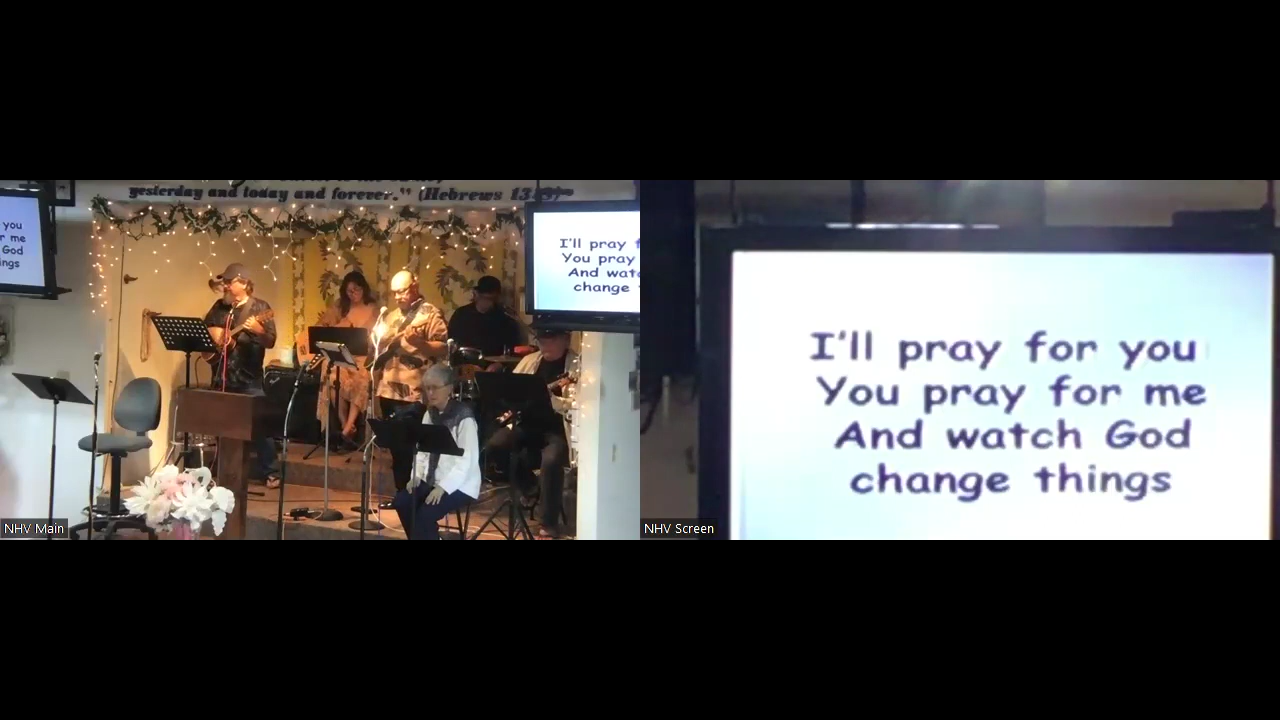 yesterday and today and forever." (Hebrews 13:8)
you
r me
God
ings
I'll pray f
You pray
And wat
change
NHV Main
I'll pray for you
You pray for me
And watch God
change things
NHV Screen